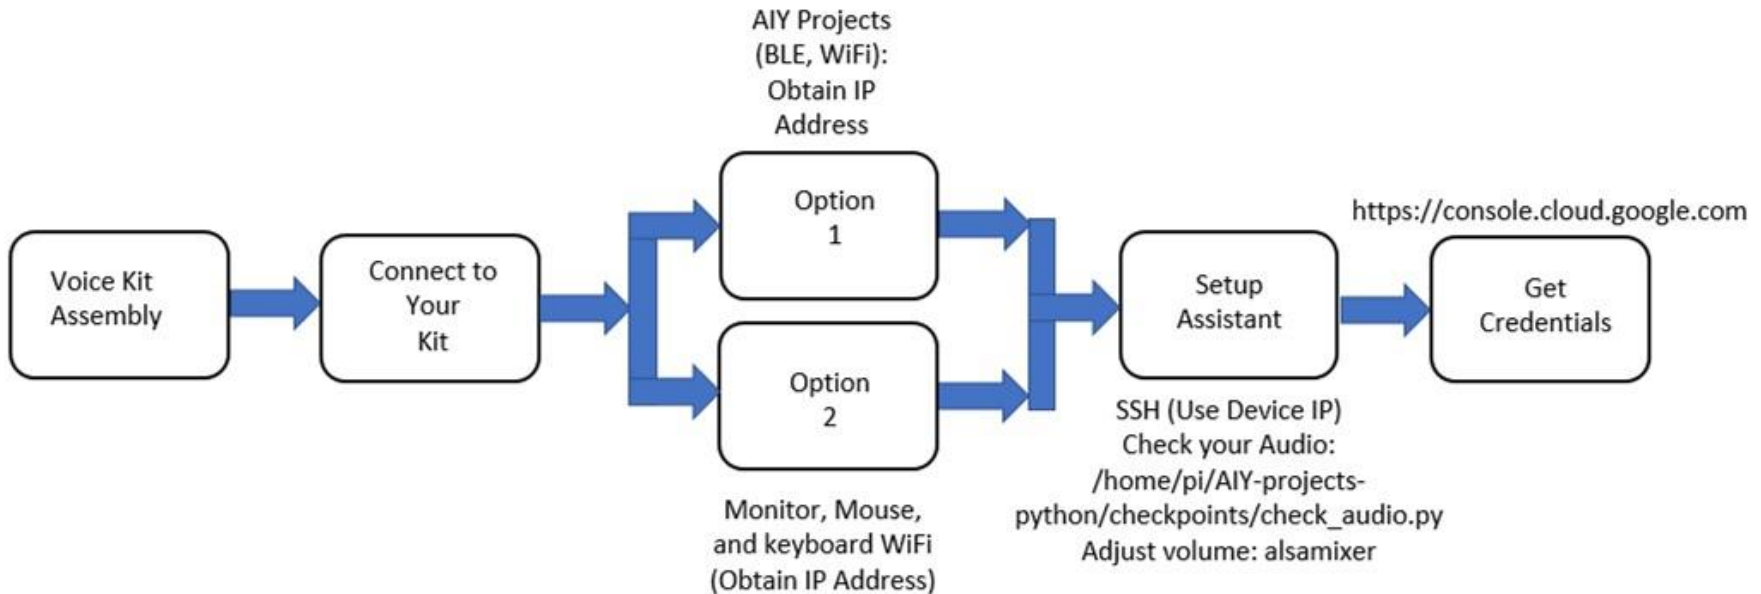 Voice Kit
Assembly
Connect to
Your
Kit
AIY Projects
(BLE, WiFi):
Obtain IP
Address
Option
1
Option
2
Monitor, Mouse,
and keyboard WiFi
(Obtain IP Address)
Setup
Assistant
SSH (Use Device IP)
Check your Audio:
/home/pi/AIY-projects-
python/checkpoints/check_audio.py
Adjust volume: alsamixer
https://console.cloud.google.com
Get
Credentials